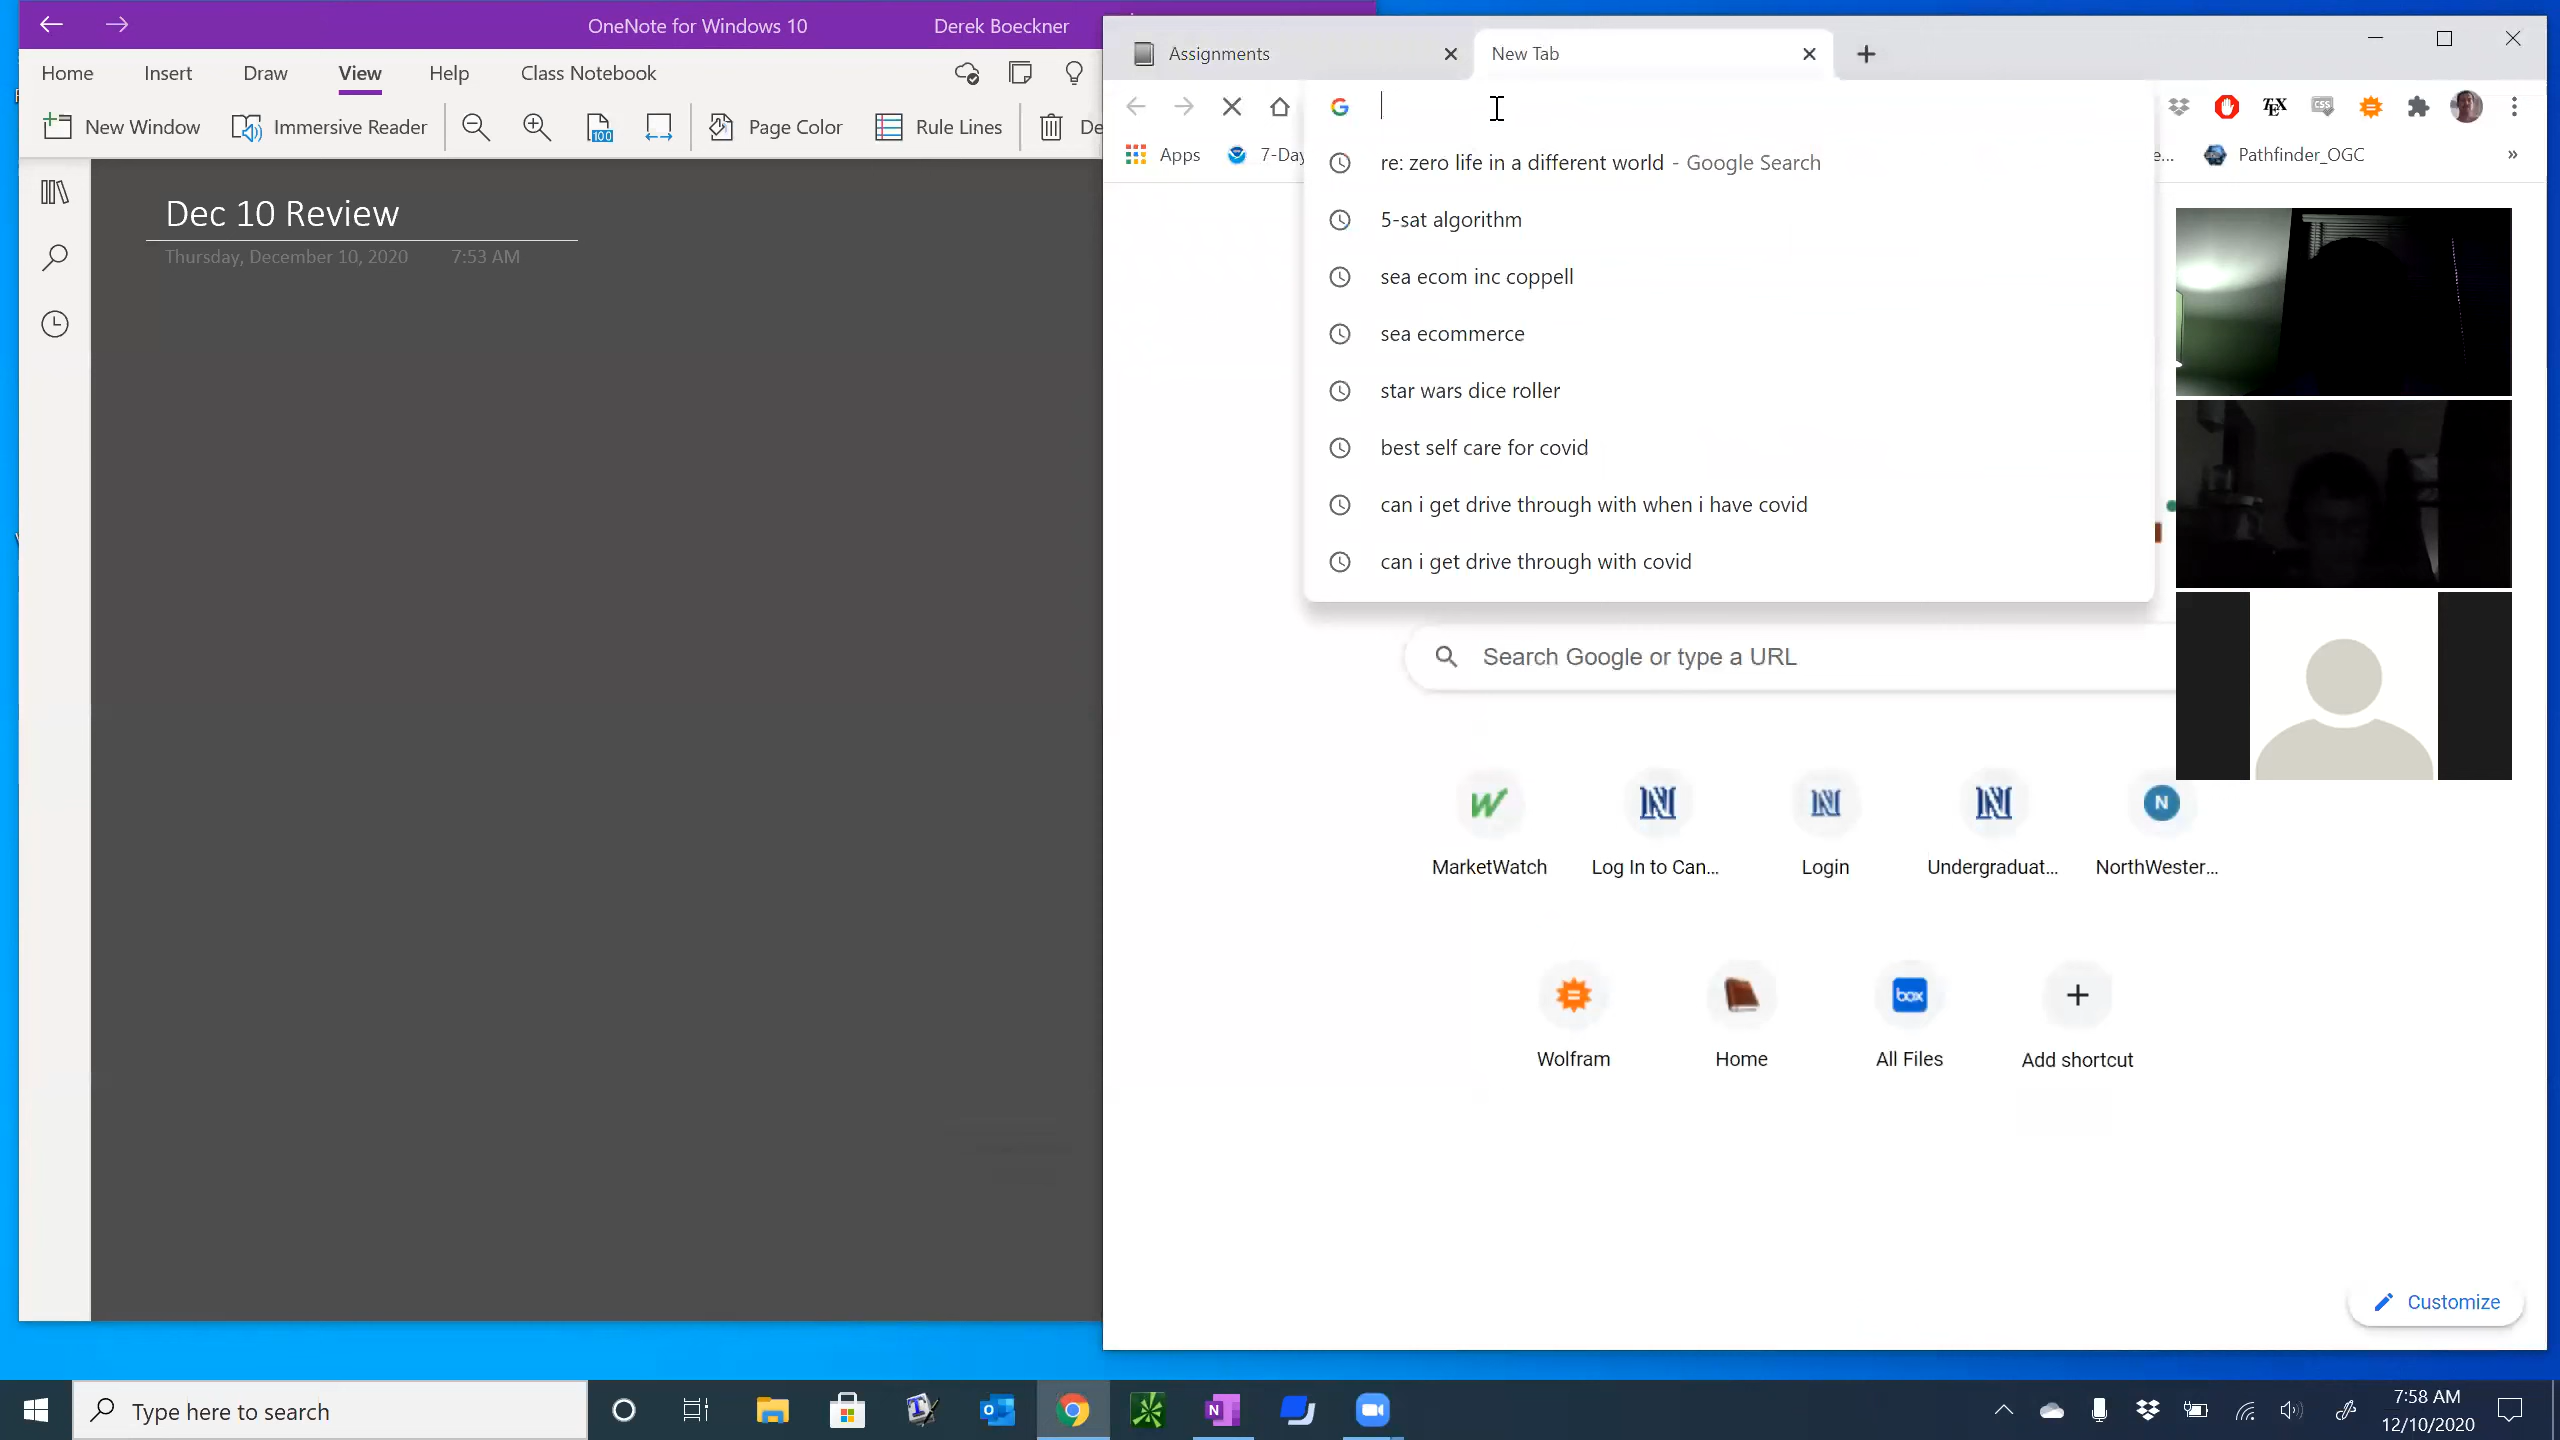 OneNote for Windows 10
Derek Boeckner
Home
Insert
Draw
View
Help
Class Notebook
New Window
Immersive Reader
100
Page Color
Rule Lines
De
Dec 10 Review
Thursday, December 10, 2020
7:53 AM
Assignments
New Tab
TEX
CSS
Apps
7-Day
e...
Pathfinder_OGC
»
re: zero life in a different world - Google Search
5-sat algorithm
sea ecom inc coppell
sea ecommerce
star wars dice roller
best self care for covid
can i get drive through with when i have covid
can i get drive through with covid
Search Google or type a URL
MarketWatch
Log In to Can...
Login
Undergraduat...
N
NorthWester...
Wolfram
Home
box
All Files
Add shortcut
Customize
Type here to search
7:58 AM
12/10/2020